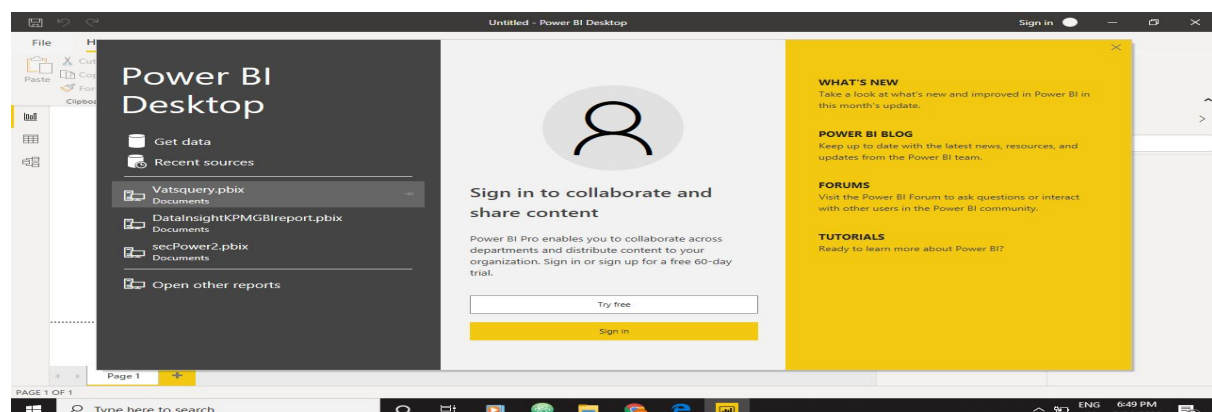 Untitled - Power BI Desktop
Sign in
File
H
Paste
Cut
Cop
For
Clipboa
Power BI
Desktop
Get data
Recent sources
Vatsquery.pbix
Documents
DataInsightKPMGBIreport.pbix
Documents
secPower2.pbix
Documents
Open other reports
Sign in to collaborate and
share content
Power BI Pro enables you to collaborate across
departments and distribute content to your
organization. Sign in or sign up for a free 60-day
trial.
Try free
Sign in
WHAT'S NEW
Take a look at what's new and improved in Power BI in
this month's update.
POWER BI BLOG
Keep up to date with the latest news, resources, and
updates from the Power BI team.
FORUMS
Visit the Power BI Forum to ask questions or interact
with other users in the Power BI community.
TUTORIALS
Ready to learn more about Power BI?
Page 1
PAGE 1 OF 1
Type here to search
ENG
6:49 PM